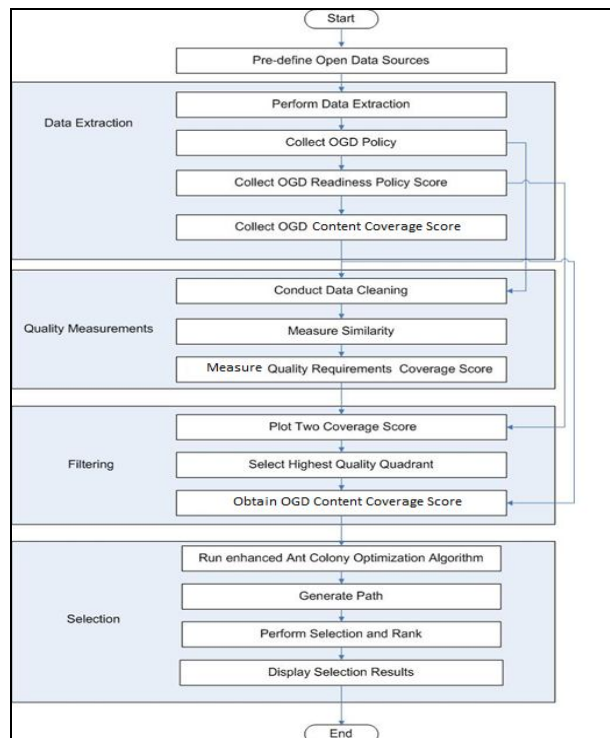 Start
Pre-define Open Data Sources
Data Extraction
Perform Data Extraction
Collect OGD Policy
Collect OGD Readiness Policy Score
Collect OGD Content Coverage Score
Quality Measurements
Conduct Data Cleaning
Measure Similarity
Measure Quality Requirements Coverage Score
Filtering
Plot Two Coverage Score
Select Highest Quality Quadrant
Obtain OGD Content Coverage Score
Selection
Run enhanced Ant Colony Optimization Algorithm
Generate Path
Perform Selection and Rank
Display Selection Results
End